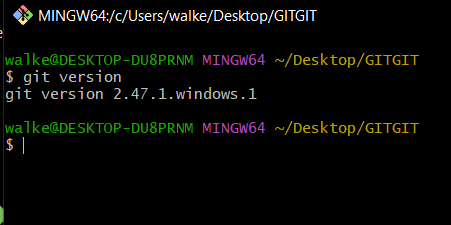 MINGW64:/c/Users/walke/Desktop/GITGIT
walke@DESKTOP-DU8PRNM MINGW64 ~/Desktop/GITGIT
$ git version
git version 2.47.1.windows.1
walke@DESKTOP-DU8PRNM MINGW64 ~/Desktop/GITGIT
$